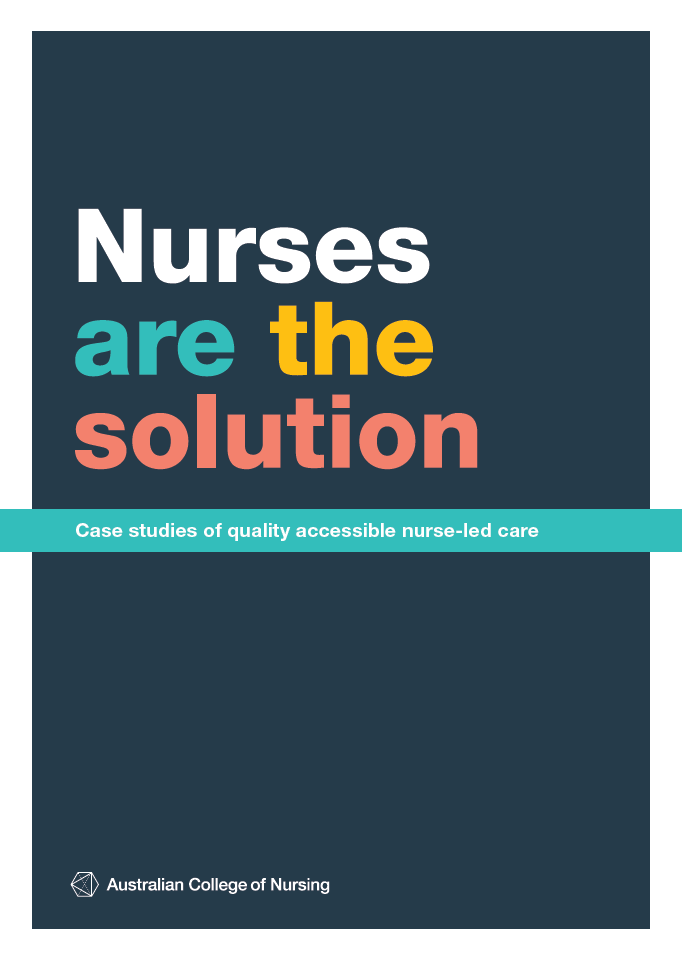 Nurses
are the
solution
Case studies of quality accessible nurse-led care
Australian College of Nursing